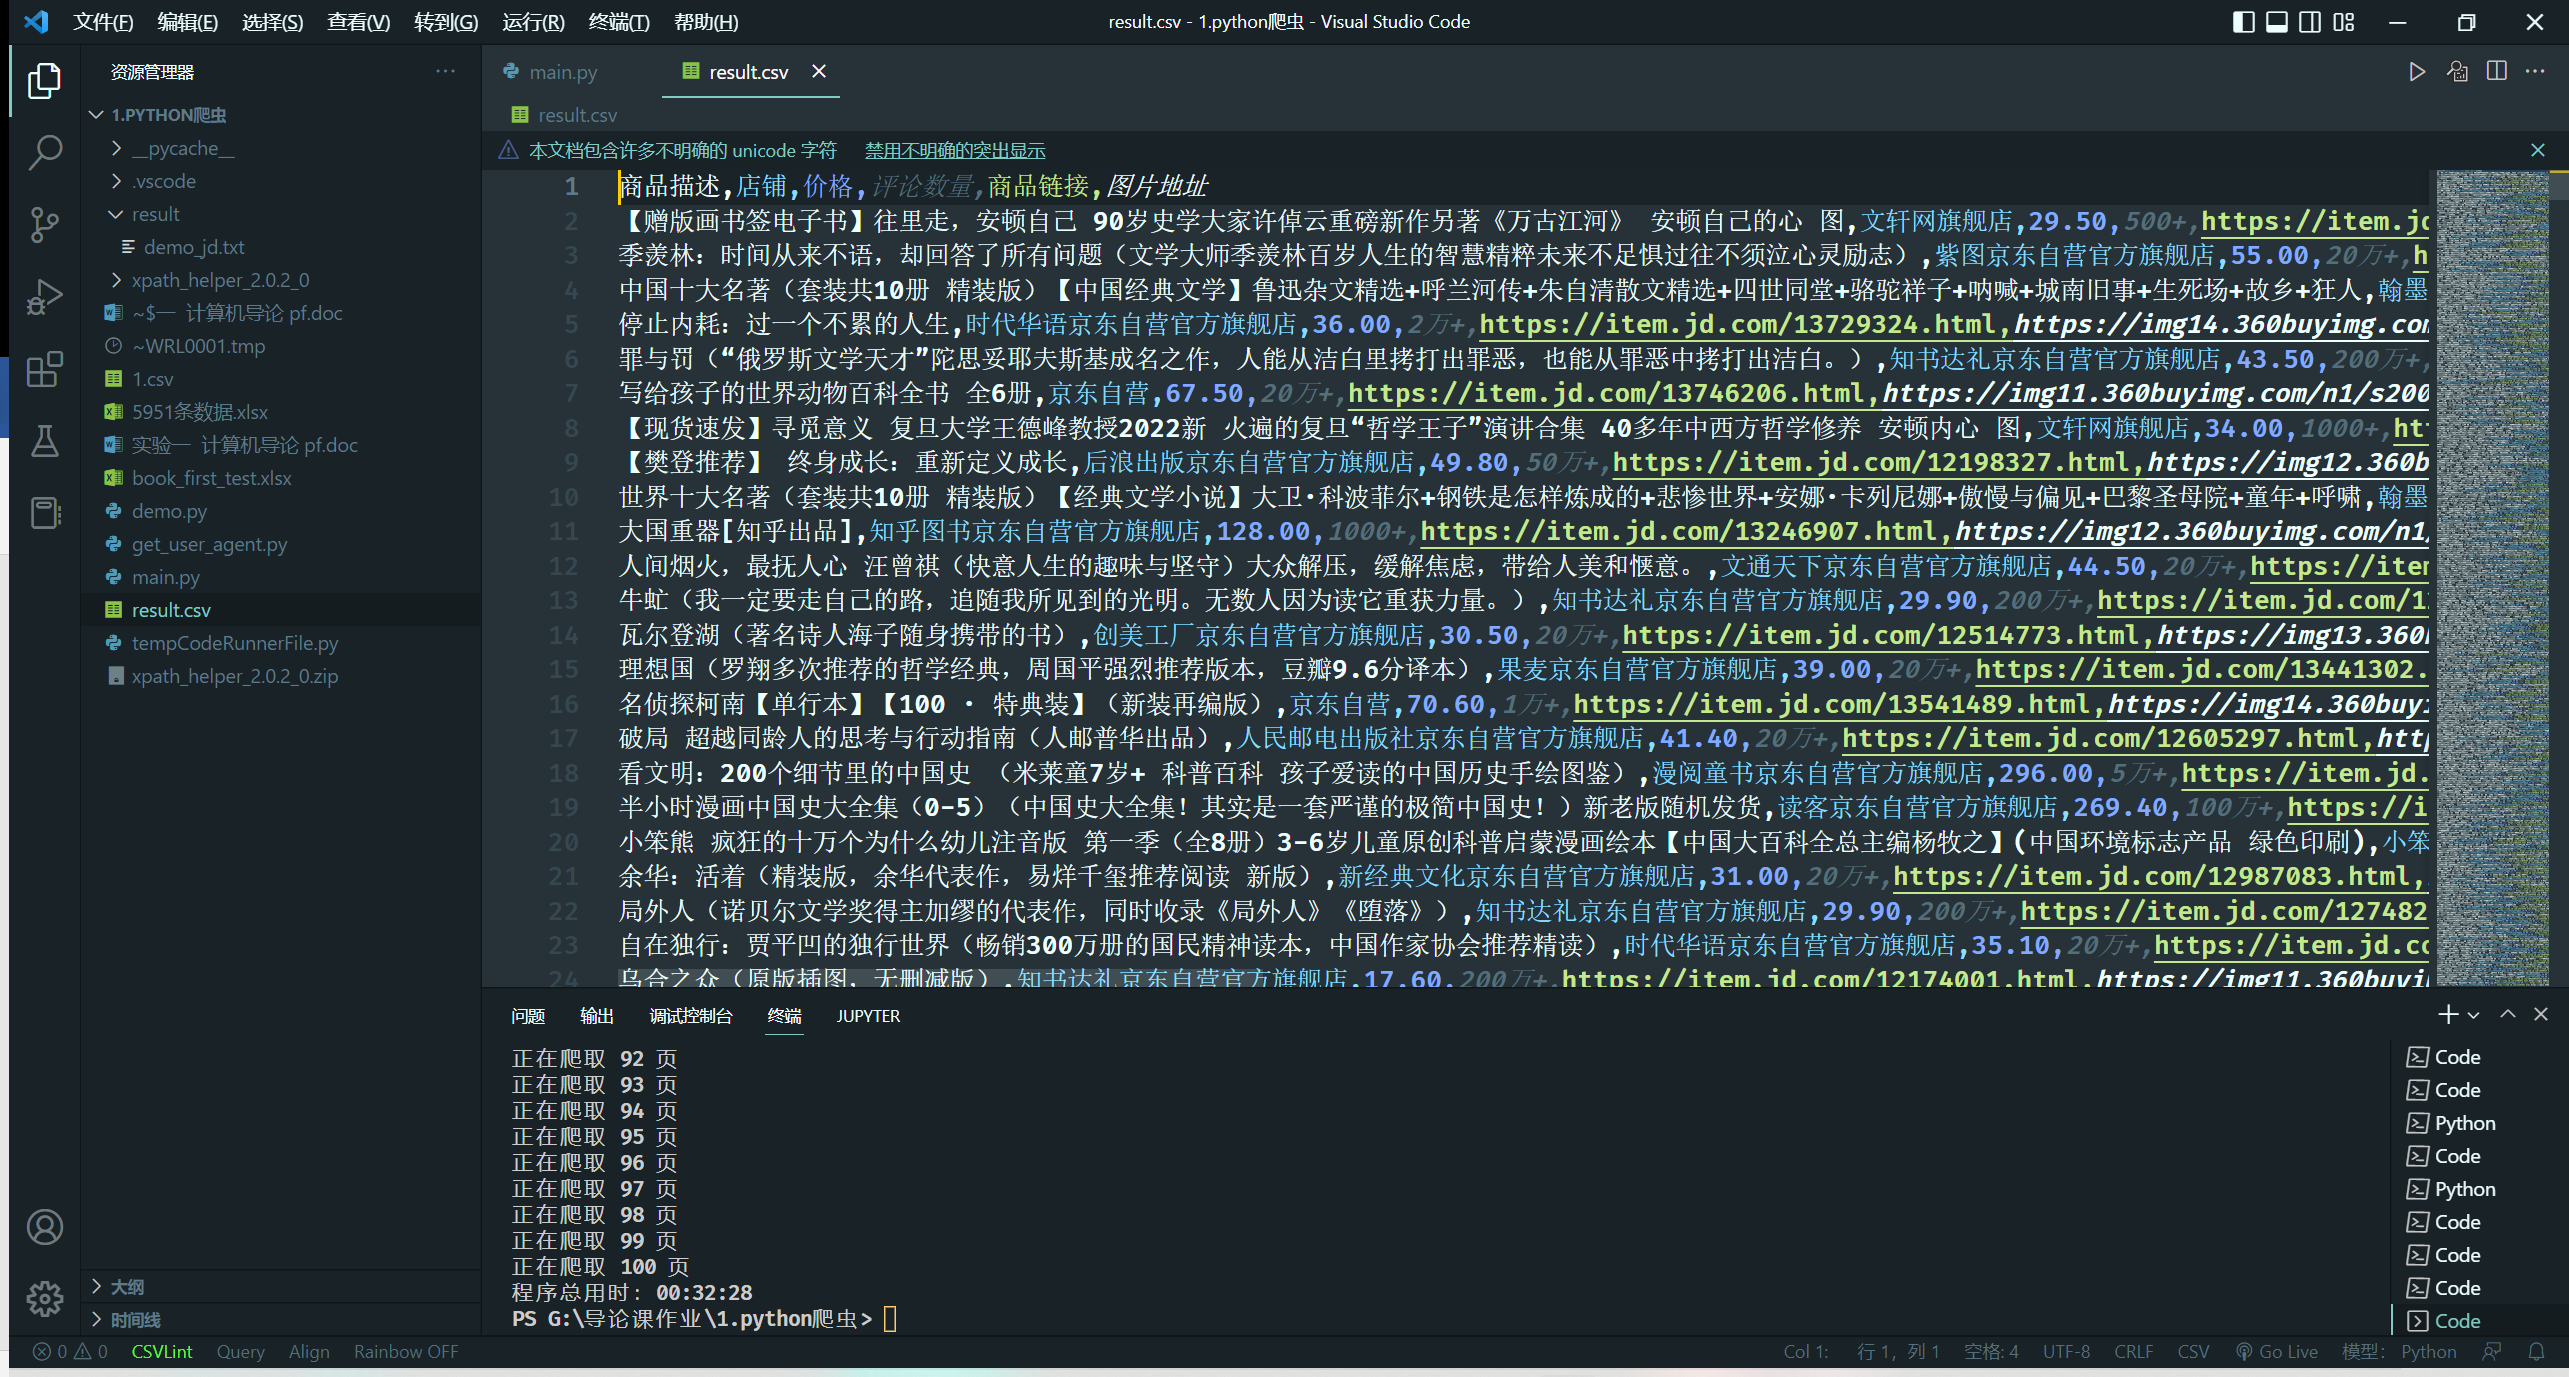 文件(F) 编辑(E) 选择(S) 查看(V) 转到(G) 运行(R) 终端(T) 帮助(H) result.csv - 1.python爬虫 - Visual Studio Code
资源管理器
1.PYTHON爬虫
__pycache__
.vscode
result
demo_jd.txt
xpath_helper_2.0.2_0
~$一 计算机导论 pf.doc
~WRL0001.tmp
1.csv
5951条数据.xlsx
实验一 计算机导论 pf.doc
book_first_test.xlsx
demo.py
get_user_agent.py
main.py
result.csv
tempCodeRunnerFile.py
xpath_helper_2.0.2_0.zip
大纲
时间线
main.py result.csv
result.csv
本文档包含许多不明确的 unicode 字符 禁用不明确的突出显示
1 商品描述,店铺,价格,评论数量,商品链接,图片地址
2 【赠版画书签电子书】往里走，安顿自己 90岁史学大家许倬云重磅新作另著《万古江河》 安顿自己的心 图,文轩网旗舰店,29.50,500+,https://item.jd
3 季羡林：时间从来不语，却回答了所有问题（文学大师季羡林百岁人生的智慧精粹未来不足惧过往不须泣心灵励志）,紫图京东自营官方旗舰店,55.00,20万+,h
4 中国十大名著（套装共10册 精装版）【中国经典文学】鲁迅杂文精选+呼兰河传+朱自清散文精选+四世同堂+骆驼祥子+呐喊+城南旧事+生死场+故乡+狂人,翰墨
5 停止内耗：过一个不累的人生,时代华语京东自营官方旗舰店,36.00,2万+,https://item.jd.com/13729324.html,https://img14.360buyimg.com
6 罪与罚（“俄罗斯文学天才”陀思妥耶夫斯基成名之作，人能从洁白里拷打出罪恶，也能从罪恶中拷打出洁白。）,知书达礼京东自营官方旗舰店,43.50,200万+,
7 写给孩子的世界动物百科全书 全6册,京东自营,67.50,20万+,https://item.jd.com/13746206.html,https://img11.360buyimg.com/n1/s200
8 【现货速发】寻觅意义 复旦大学王德峰教授2022新 火遍的复旦“哲学王子”演讲合集 40多年中西方哲学修养 安顿内心 图,文轩网旗舰店,34.00,1000+,htt
9 【樊登推荐】 终身成长：重新定义成长,后浪出版京东自营官方旗舰店,49.80,50万+,https://item.jd.com/12198327.html,https://img12.360b
10 世界十大名著（套装共10册 精装版）【经典文学小说】大卫·科波菲尔+钢铁是怎样炼成的+悲惨世界+安娜·卡列尼娜+傲慢与偏见+巴黎圣母院+童年+呼啸,翰墨
11 大国重器[知乎出品],知乎图书京东自营官方旗舰店,128.00,1000+,https://item.jd.com/13246907.html,https://img12.360buyimg.com/n1/
12 人间烟火，最抚人心 汪曾祺（快意人生的趣味与坚守）大众解压，缓解焦虑，带给人美和惬意。,文通天下京东自营官方旗舰店,44.50,20万+,https://item
13 牛虻（我一定要走自己的路，追随我所见到的光明。无数人因为读它重获力量。）,知书达礼京东自营官方旗舰店,29.90,200万+,https://item.jd.com/1
14 瓦尔登湖（著名诗人海子随身携带的书）,创美工厂京东自营官方旗舰店,30.50,20万+,https://item.jd.com/12514773.html,https://img13.360
15 理想国（罗翔多次推荐的哲学经典，周国平强烈推荐版本，豆瓣9.6分译本）,果麦京东自营官方旗舰店,39.00,20万+,https://item.jd.com/13441302.
16 名侦探柯南【单行本】【100 · 特典装】（新装再编版）,京东自营,70.60,1万+,https://item.jd.com/13541489.html,https://img14.360buy
17 破局 超越同龄人的思考与行动指南（人邮普华出品）,人民邮电出版社京东自营官方旗舰店,41.40,20万+,https://item.jd.com/12605297.html,http
18 看文明：200个细节里的中国史 （米莱童7岁+ 科普百科 孩子爱读的中国历史手绘图鉴）,漫阅童书京东自营官方旗舰店,296.00,5万+,https://item.jd.
19 半小时漫画中国史大全集（0-5）（中国史大全集！其实是一套严谨的极简中国史！）新老版随机发货,读客京东自营官方旗舰店,269.40,100万+,https://i
20 小笨熊 疯狂的十万个为什么幼儿注音版 第一季（全8册）3-6岁儿童原创科普启蒙漫画绘本【中国大百科全总主编杨牧之】(中国环境标志产品 绿色印刷),小笨
21 余华：活着（精装版，余华代表作，易烊千玺推荐阅读 新版）,新经典文化京东自营官方旗舰店,31.00,20万+,https://item.jd.com/12987083.html,
22 局外人（诺贝尔文学奖得主加缪的代表作，同时收录《局外人》《堕落》）,知书达礼京东自营官方旗舰店,29.90,200万+,https://item.jd.com/127482
23 自在独行：贾平凹的独行世界（畅销300万册的国民精神读本，中国作家协会推荐精读）,时代华语京东自营官方旗舰店,35.10,20万+,https://item.jd.co
24 乌合之众（原版插图，无删减版）,知书达礼京东自营官方旗舰店,17.60,200万+,https://item.jd.com/12174001.html,https://img11.360buyi
问题 输出 调试控制台 终端 JUPYTER
正在爬取 92 页
正在爬取 93 页
正在爬取 94 页
正在爬取 95 页
正在爬取 96 页
正在爬取 97 页
正在爬取 98 页
正在爬取 99 页
正在爬取 100 页
程序总用时： 00:32:28
PS G:\导论课作业\1.python爬虫>
Code
Code
Python
Code
Python
Code
Code
Code
Code
0 0 CSVLint Query Align Rainbow OFF Col 1: 行 1，列 1 空格: 4 UTF-8 CRLF CSV Go Live 模型： Python